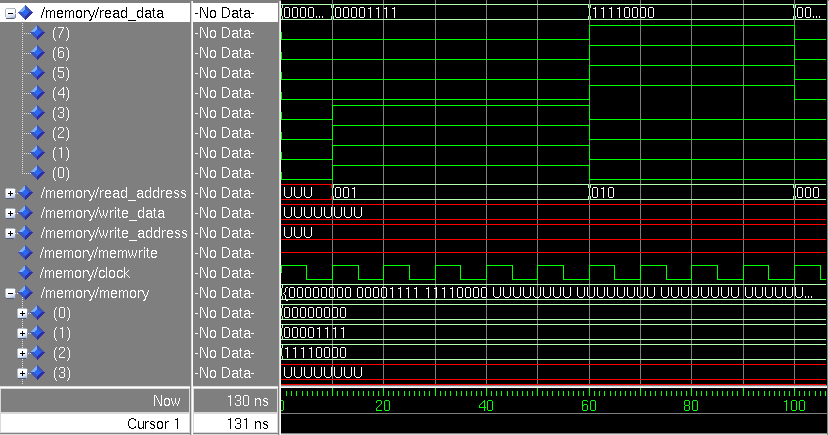 /memory/read_data -No Data- 0000... 00001111 11110000 00...
(7) -No Data-
(6) -No Data-
(5) -No Data-
(4) -No Data-
(3) -No Data-
(2) -No Data-
(1) -No Data-
(0) -No Data-
/memory/read_address -No Data- UUU 001 010 000
/memory/write_data -No Data- UUUUUUUU
/memory/write_address -No Data- UUU
/memory/memwrite -No Data-
/memory/clock -No Data-
/memory/memory -No Data- {00000000 00001111 11110000 UUUUUUUU UUUUUUUU UUUUUUUU UUUUUU...
(0) -No Data- 00000000
(1) -No Data- 00001111
(2) -No Data- 11110000
(3) -No Data- UUUUUUUU
Now 130 ns 0 20 40 60 80 100
Cursor 1 131 ns